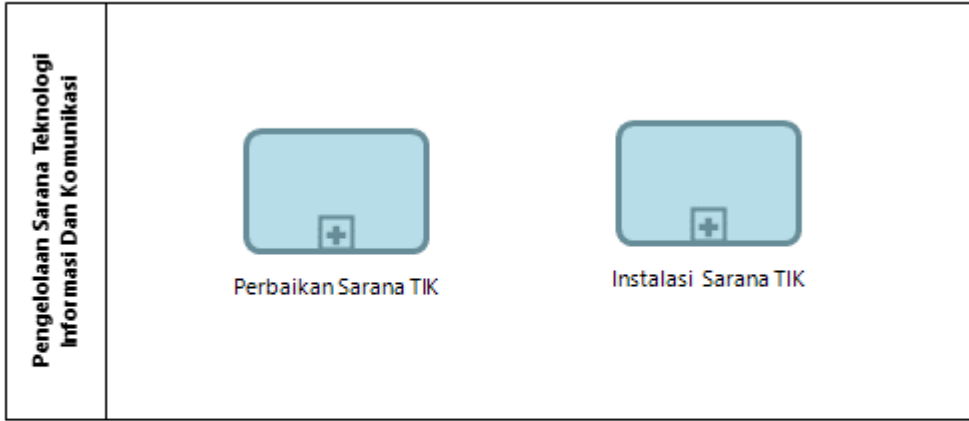 Pengelolaan Sarana Teknologi
Informasi Dan Komunikasi
Perbaikan Sarana TIK
Instalasi Sarana TIK